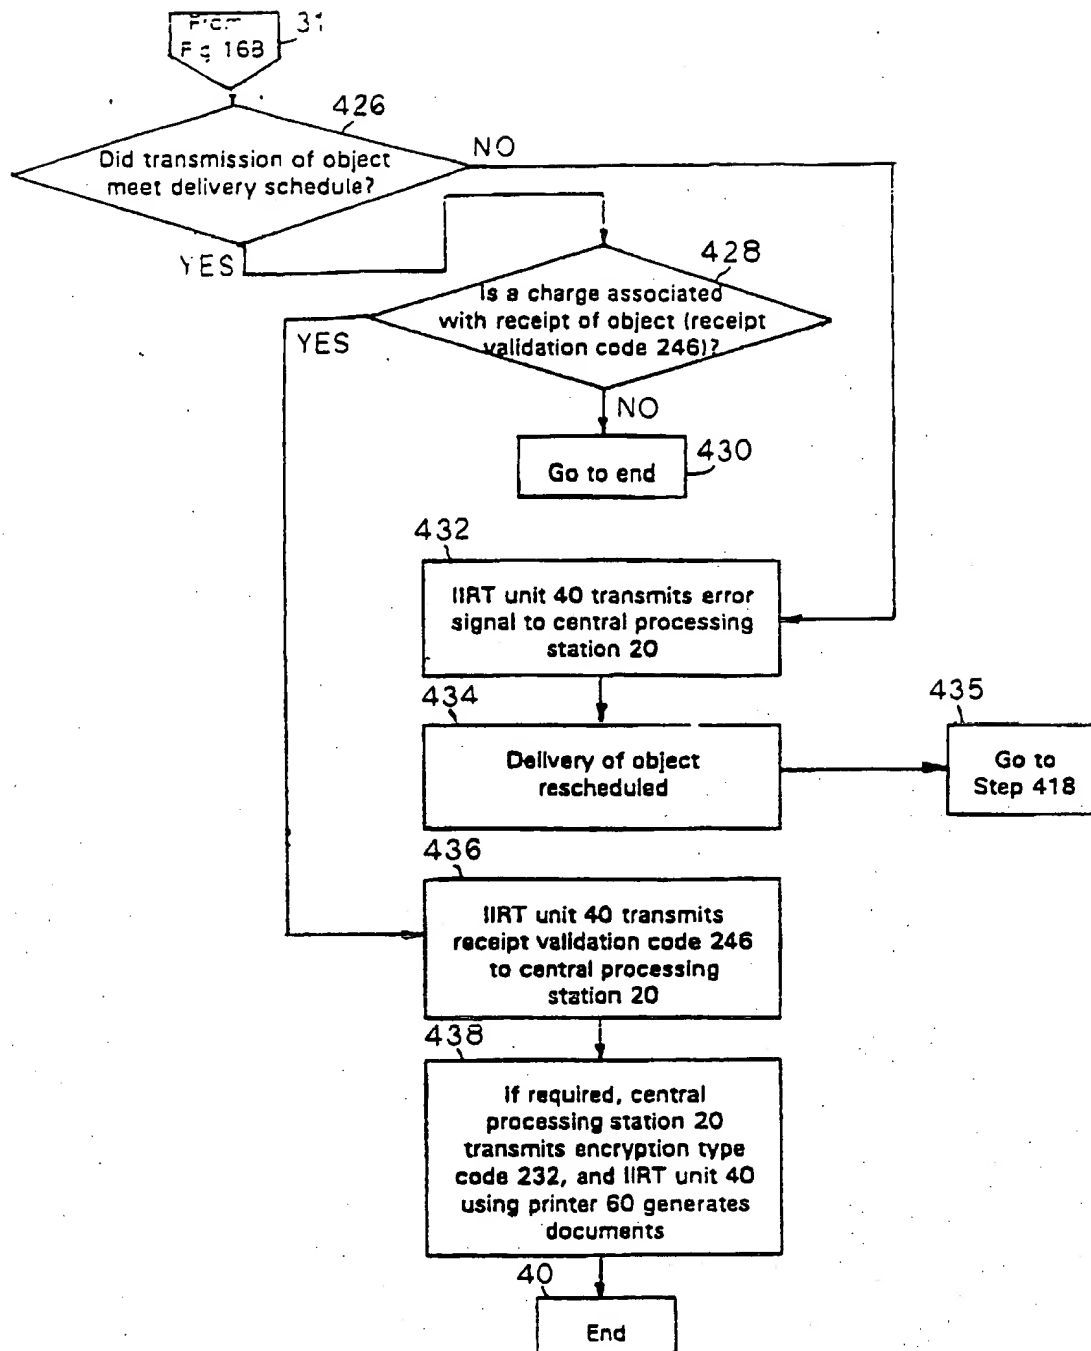 From
Fig 16B
31
426
Did transmission of object
meet delivery schedule?
NO
YES
428
Is a charge associated
with receipt of object (receipt
validation code 246)?
YES
NO
Go to end
430
432
IIRT unit 40 transmits error
signal to central processing
station 20
434
Delivery of object
rescheduled
435
Go to
Step 418
436
IIRT unit 40 transmits
receipt validation code 246
to central processing
station 20
438
If required, central
processing station 20
transmits encryption type
code 232, and IIRT unit 40
using printer 60 generates
documents
40
End